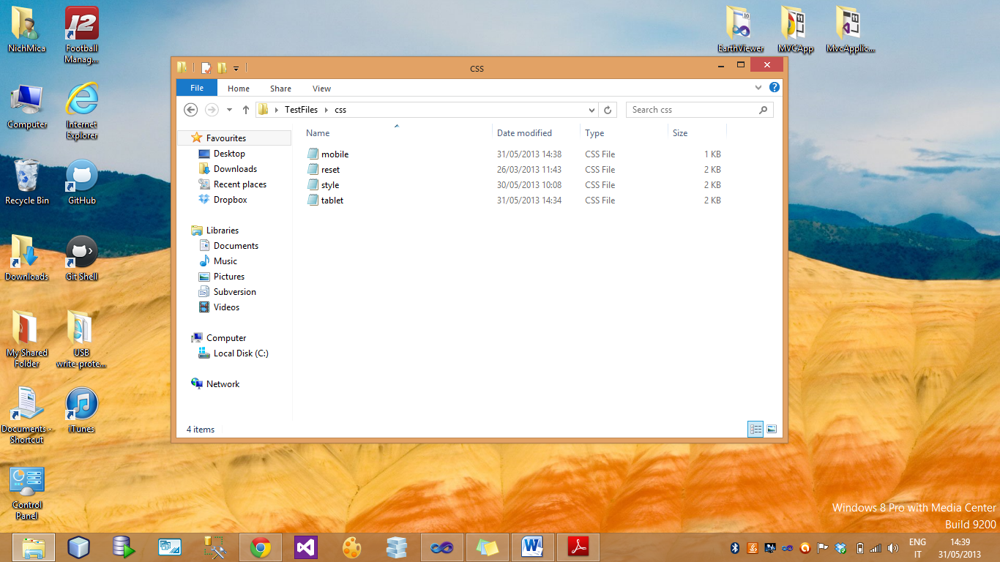 NichMica
Football Manag...
Computer
Internet Explorer
Recycle Bin
GitHub
Downloads
Git Shell
My Shared Folder
USB write-prote...
Documents - Shortcut
iTunes
Control Panel
EarthViewer
MVCApp
MvcApplic...
css
File Home Share View
TestFiles css
Search css
Favourites
Desktop
Downloads
Recent places
Dropbox
Libraries
Documents
Music
Pictures
Subversion
Videos
Computer
Local Disk (C:)
Network
Name Date modified Type Size
mobile 31/05/2013 14:38 CSS File 1 KB
reset 26/03/2013 11:43 CSS File 2 KB
style 30/05/2013 10:08 CSS File 2 KB
tablet 31/05/2013 14:34 CSS File 2 KB
4 items
Windows 8 Pro with Media Center
Build 9200
ENG
IT
14:39
31/05/2013